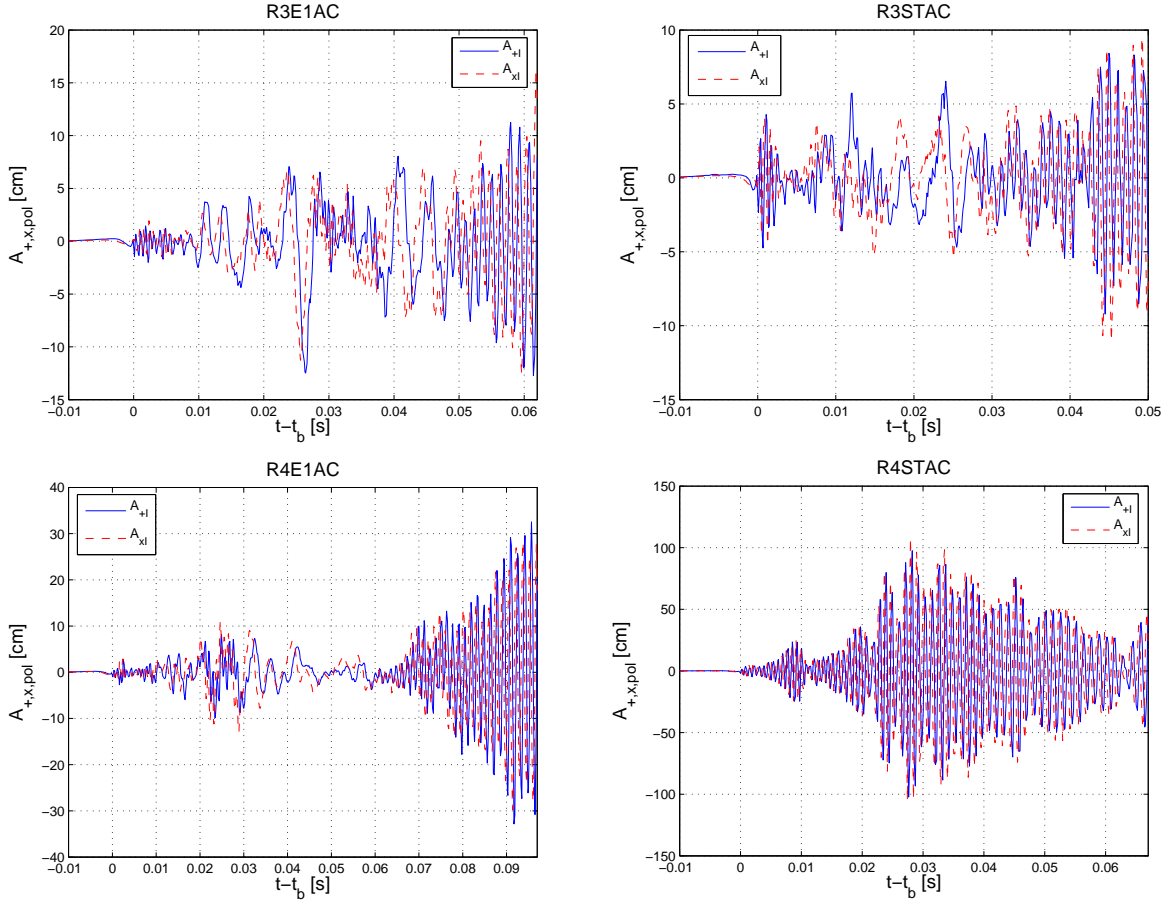 R3E1AC
20
15
10
5
0
−5
−10
−15
−0.01 0 0.01 0.02 0.03 0.04 0.05 0.06
A+,x,pol [cm]
t−tb [s]
A+I
AxI
R3STAC
10
5
0
−5
−10
−15
−0.01 0 0.01 0.02 0.03 0.04 0.05
A+,x,pol [cm]
t−tb [s]
A+I
AxI
R4E1AC
40
30
20
10
0
−10
−20
−30
−40
−0.01 0 0.01 0.02 0.03 0.04 0.05 0.06 0.07 0.08 0.09
A+,x,pol [cm]
t−tb [s]
A+I
AxI
R4STAC
150
100
50
0
−50
−100
−150
−0.01 0 0.01 0.02 0.03 0.04 0.05 0.06
A+,x,pol [cm]
t−tb [s]
A+I
AxI